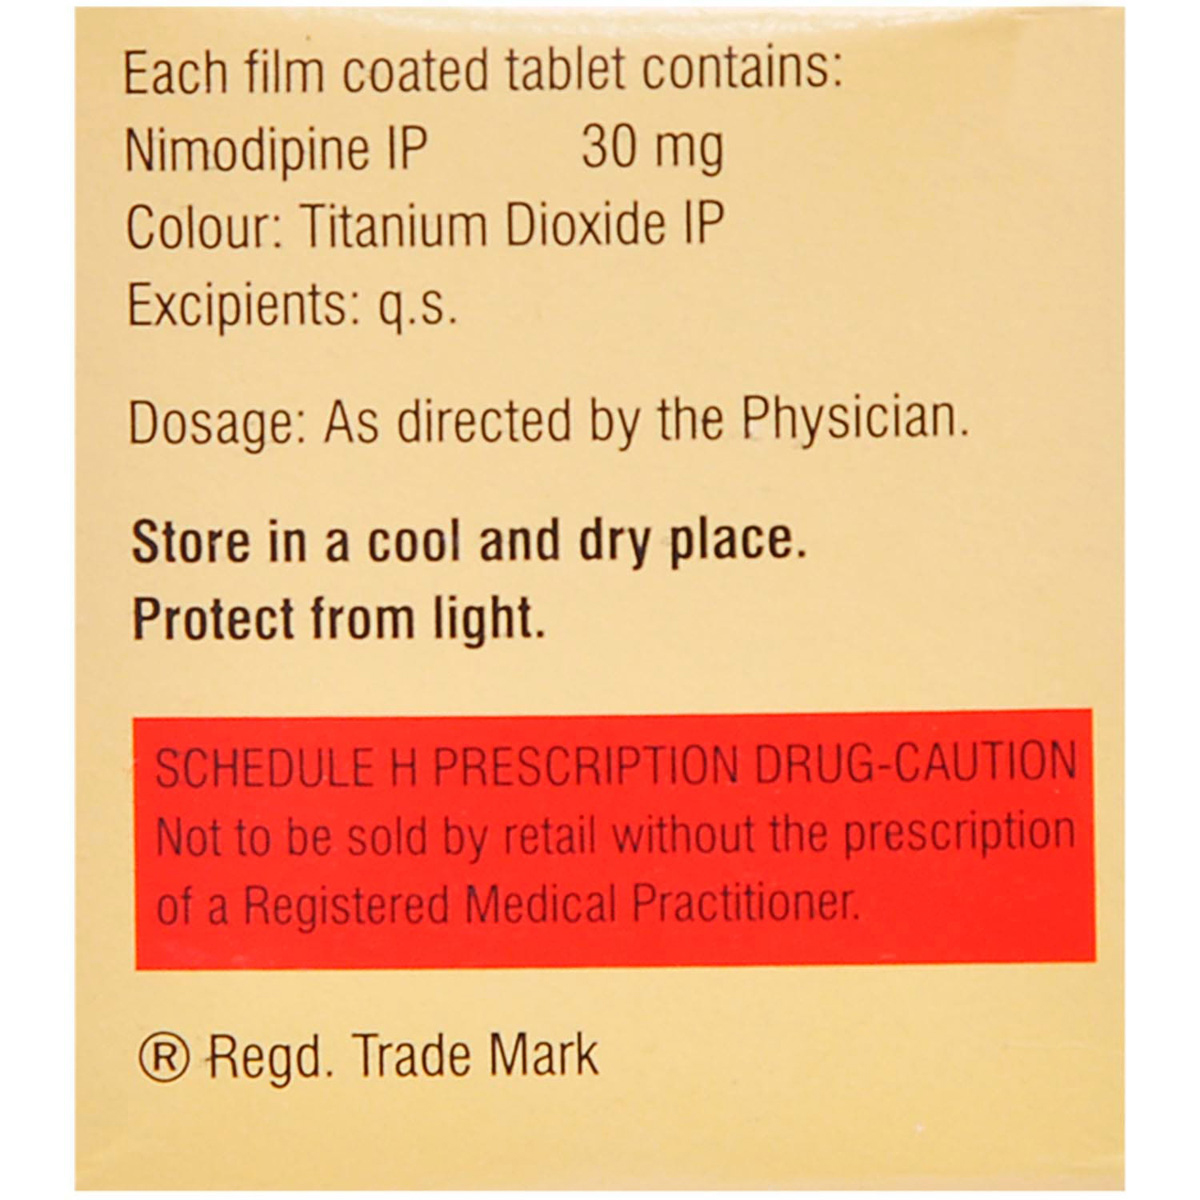 Each film coated tablet contains:
Nimodipine IP 30 mg
Colour: Titanium Dioxide IP
Excipients: q.s.
Dosage: As directed by the Physician.
Store in a cool and dry place.
Protect from light.
SCHEDULE H PRESCRIPTION DRUG-CAUTION
Not to be sold by retail without the prescription
of a Registered Medical Practitioner.
® Regd. Trade Mark